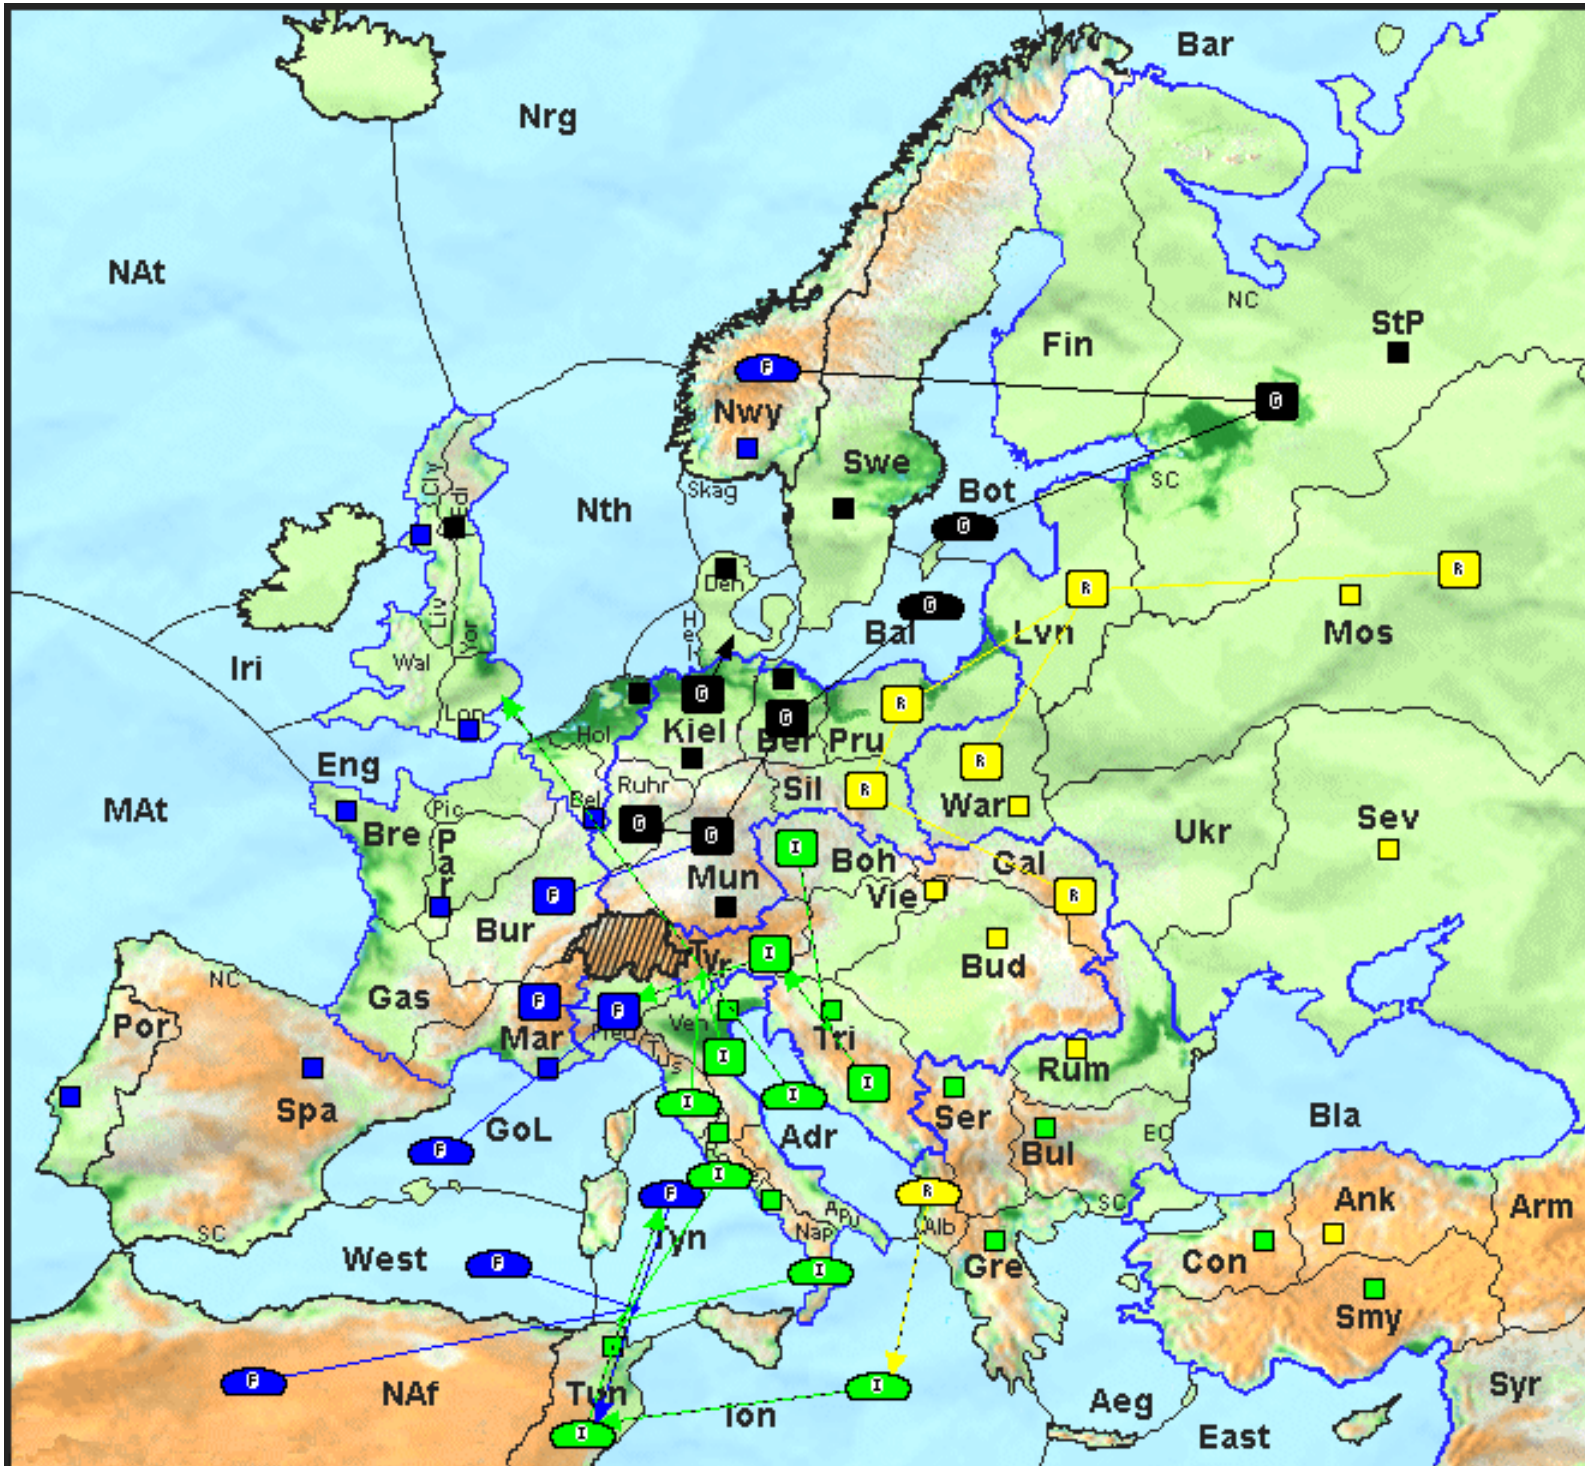 Bar
Nrg
NAt
NC
StP
Fin
F
G
Nwy
Swe
Skag
Bot
SC
Cly
Edi
Nth
G
R
R
Den
G
Liv
Yor
Hel
Bal
Lvn
Mos
Iri
Wal
G
R
Lon
Kiel
G
Ber
Pru
Hol
Eng
R
Ruhr
Sil
R
War
Bel
MAt
Pic
Bre
Par
G
G
Ukr
Sev
I
Boh
Gal
Mun
Vie
F
R
Bur
Tyr
I
Bud
NC
Gas
F
F
Por
Mar
Pied
Ven
Tri
Tus
I
Rum
I
Spa
I
I
Ser
GoL
Adr
Bul
EC
Bla
F
I
F
R
Ank
SC
Apu
Alb
SC
Arm
Nap
Tyn
West
F
I
Gre
Con
Smy
F
NAf
Tun
I
Syr
Aeg
Ion
I
East